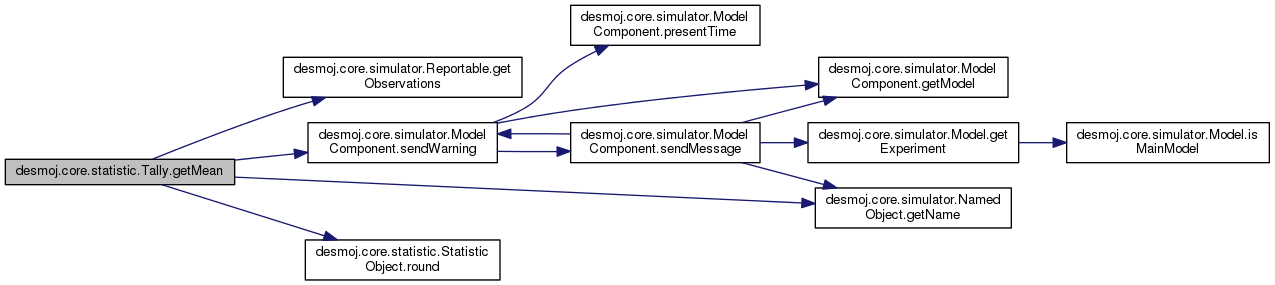 desmoj.core.statistic.Tally.getMean
desmoj.core.simulator.Reportable.get
Observations
desmoj.core.simulator.Model
Component.sendWarning
desmoj.core.statistic.Statistic
Object.round
desmoj.core.simulator.Model
Component.presentTime
desmoj.core.simulator.Model
Component.sendMessage
desmoj.core.simulator.Model
Component.getModel
desmoj.core.simulator.Model.get
Experiment
desmoj.core.simulator.Named
Object.getName
desmoj.core.simulator.Model.is
MainModel